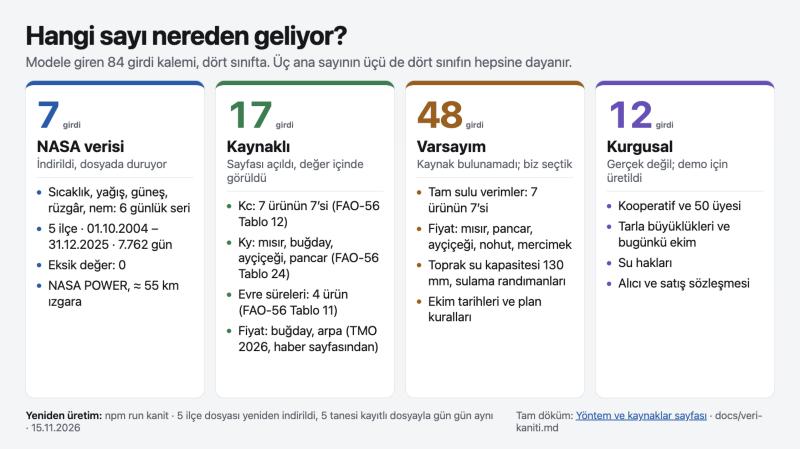 Hangi sayı nereden geliyor?
Modele giren 84 girdi kalemi, dört sınıfta. Üç ana sayının üçü de dört sınıfın hepsine dayanır.
7 girdi
NASA verisi
İndirildi, dosyada duruyor
• Sıcaklık, yağış, güneş,
rüzgâr, nem: 6 günlük seri
• 5 ilçe · 01.10.2004 –
31.12.2025 · 7.762 gün
• Eksik değer: 0
• NASA POWER, ≈ 55 km
ızgara
17 girdi
Kaynaklı
Sayfası açıldı, değer içinde
görüldü
• Kc: 7 ürünün 7'si (FAO-56
Tablo 12)
• Ky: mısır, buğday,
ayçiçeği, pancar (FAO-56
Tablo 24)
• Evre süreleri: 4 ürün
(FAO-56 Tablo 11)
• Fiyat: buğday, arpa (TMO
2026, haber sayfasından)
48 girdi
Varsayım
Kaynak bulunamadı; biz seçtik
• Tam sulu verimler: 7
ürünün 7'si
• Fiyat: mısır, pancar,
ayçiçeği, nohut, mercimek
• Toprak su kapasitesi 130
mm, sulama randımanları
• Ekim tarihleri ve plan
kuralları
12 girdi
Kurgusal
Gerçek değil; demo için
üretildi
• Kooperatif ve 50 üyesi
• Tarla büyüklükleri ve
bugünkü ekim
• Su hakları
• Alıcı ve satış sözleşmesi
Yeniden üretim: npm run kanit · 5 ilçe dosyası yeniden indirildi, 5 tanesi kayıtlı dosyayla gün gün aynı
· 15.11.2026
Tam döküm: Yöntem ve kaynaklar sayfası · docs/veri-
kaniti.md